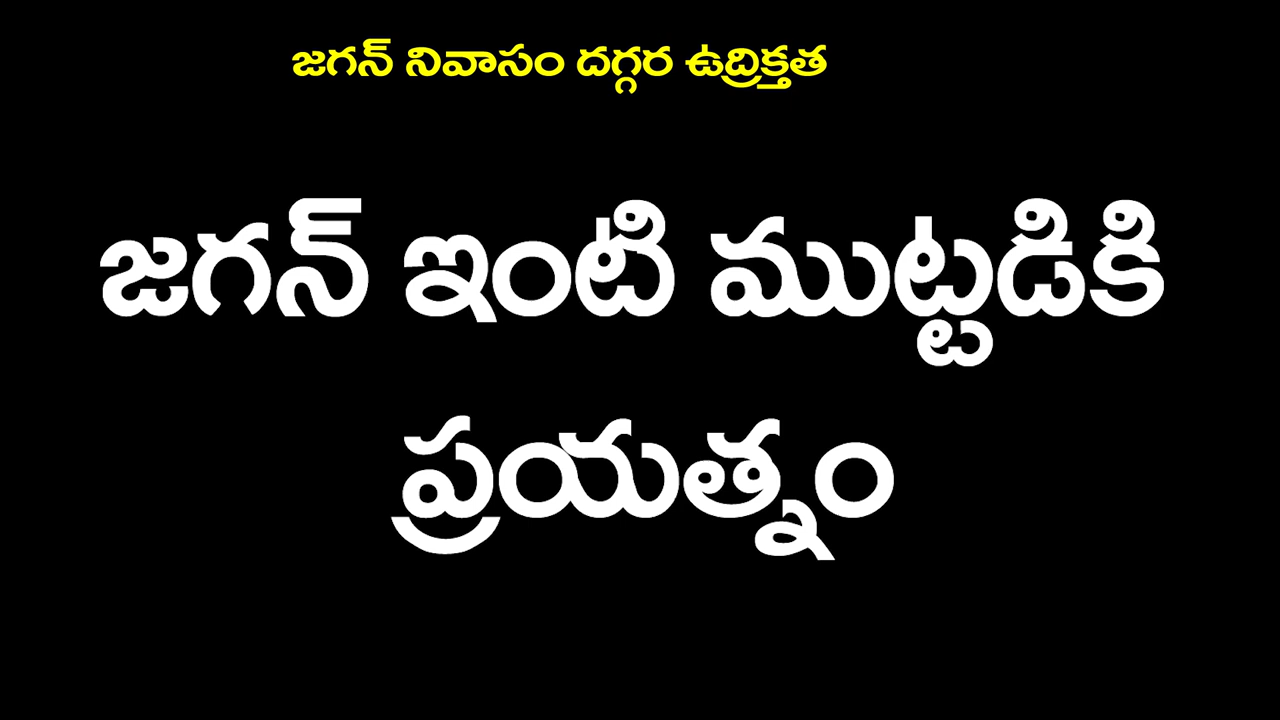 జగన్ నివాసం దగ్గర ఉద్రిక్తత
జగన్ ఇంటి ముట్టడికి
ప్రయత్నం